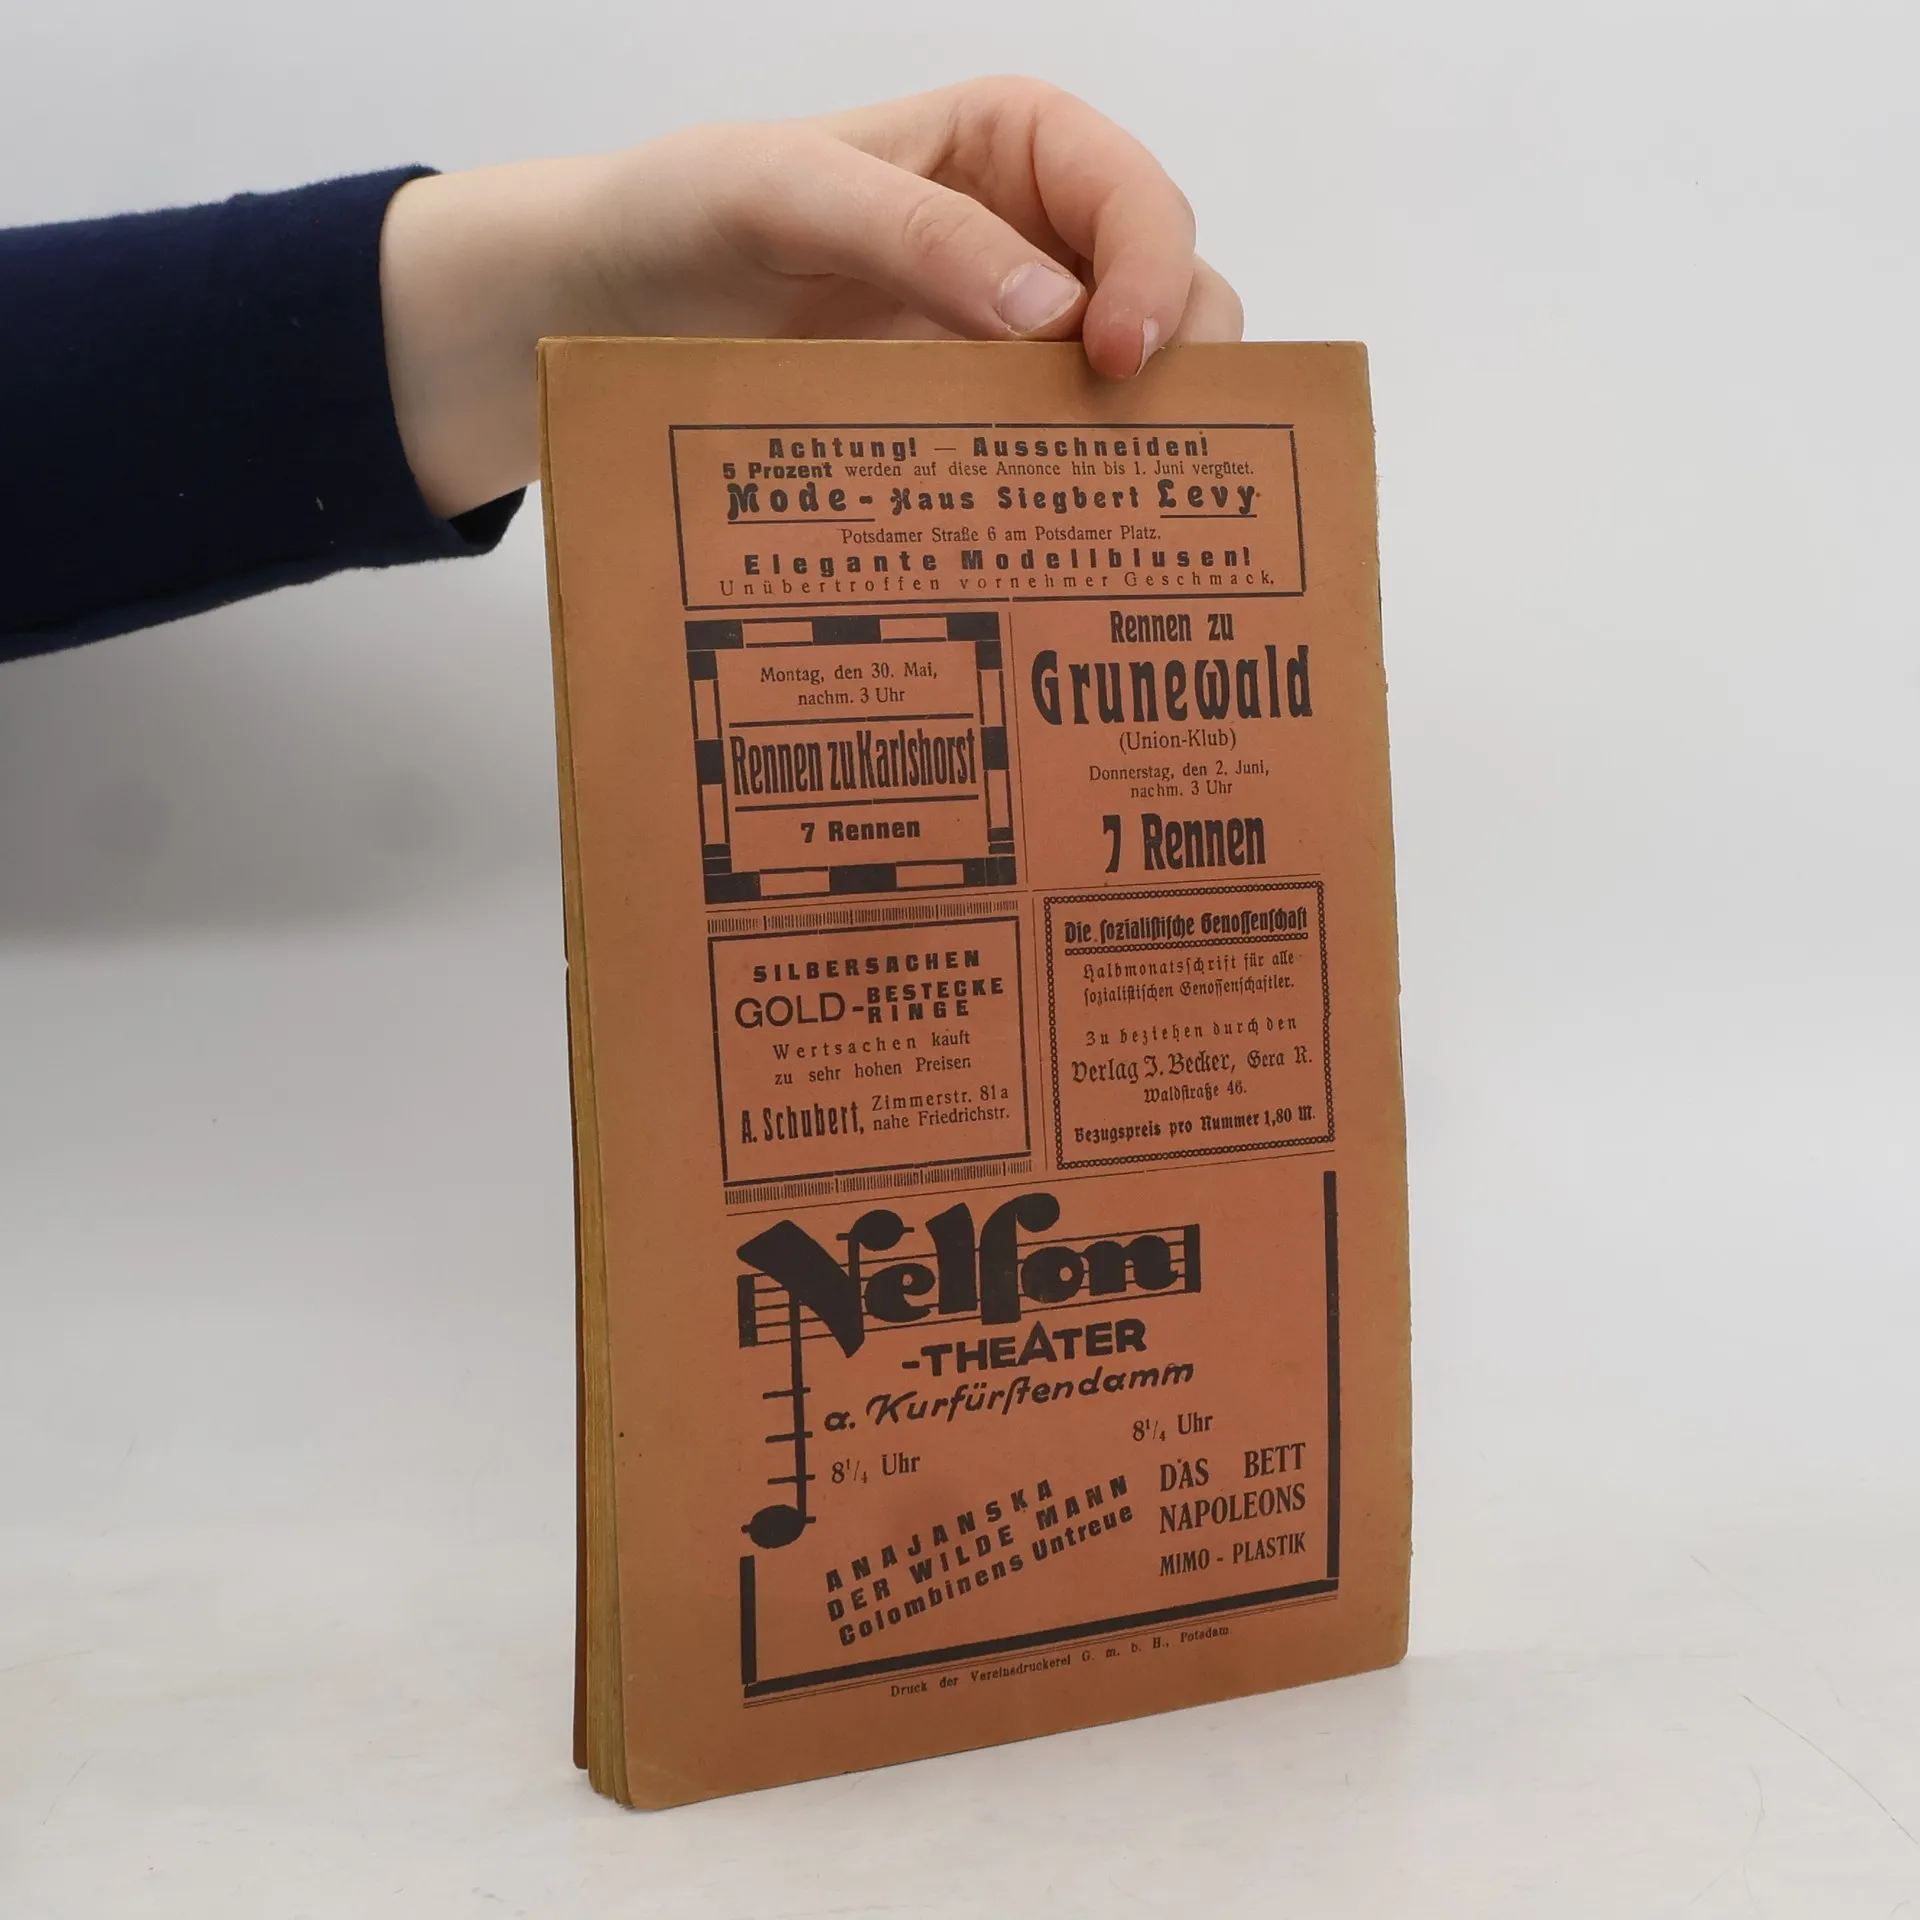 Achtung! — Ausschneiden!
5 Prozent werden auf diese Annonce hin bis 1. Juni vergütet.
Mode-Haus Siegbert Levy
Potsdamer Straße 6 am Potsdamer Platz.
Elegante Modellblusen!
Unübertroffen vornehmer Geschmack.
Montag, den 30. Mai,
nachm. 3 Uhr
Rennen zu Karlshorst
7 Rennen
Rennen zu
Grunewald
(Union-Klub)
Donnerstag, den 2. Juni,
nachm. 3 Uhr
7 Rennen
SILBERSACHEN
GOLD-BESTECKE
RINGE
Wertsachen kauft
zu sehr hohen Preisen
A. Schubert, Zimmerstr. 81a
nahe Friedrichstr.
Die sozialistische Genossenschaft
Halbmonatsschrift für alle
sozialistischen Genossenschaftler.
Zu beziehen durch den
Verlag J. Becker, Gera R.
Waldstraße 46.
Bezugspreis pro Nummer 1,80 M.
Nelson
-THEATER
a. Kurfürstendamm
8¼ Uhr
ANAJANSKA
DER WILDE MANN
Colombinens Untreue
8¼ Uhr
DAS BETT
NAPOLEONS
MIMO - PLASTIK
Druck der Vereinsdruckerei G. m. b. H., Potsdam